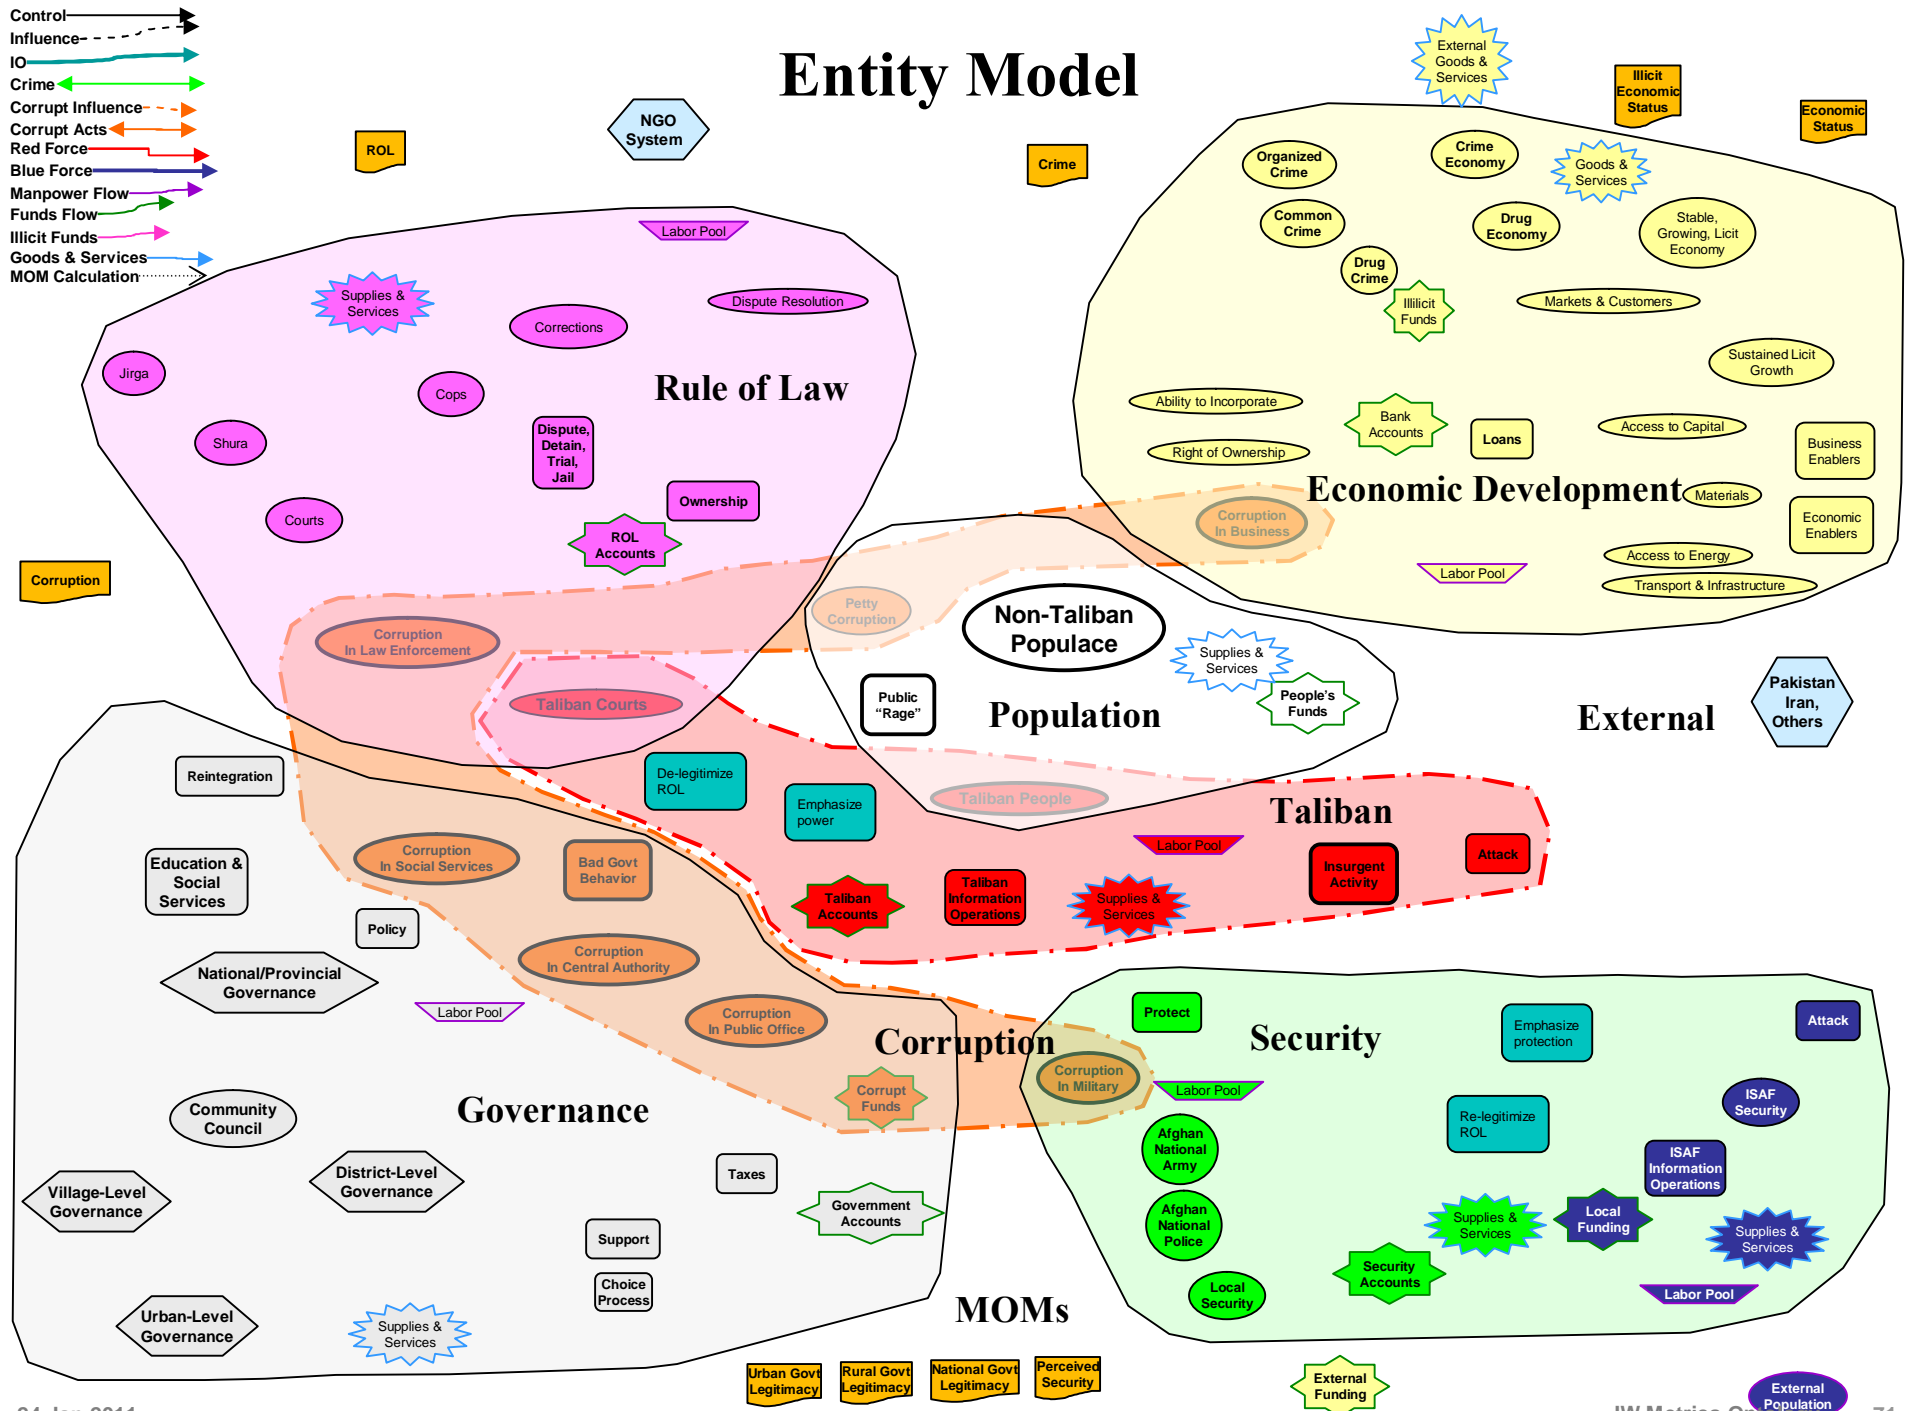 Control
Influence
IO
Crime
Corrupt Influence
Corrupt Acts
Red Force
Blue Force
Manpower Flow
Funds Flow
Illicit Funds
Goods & Services
MOM Calculation
Entity Model
ROL
NGO
System
Crime
External
Goods &
Services
Illicit
Economic
Status
Economic
Status
Labor Pool
Supplies &
Services
Corrections
Dispute Resolution
Jirga
Cops
Rule of Law
Shura
Dispute,
Detain,
Trial,
Jail
Ownership
Courts
ROL
Accounts
Corruption
In Law Enforcement
Taliban Courts
Corruption
Organized
Crime
Crime
Economy
Goods &
Services
Common
Crime
Drug
Economy
Stable,
Growing, Licit
Economy
Drug
Crime
Illilicit
Funds
Markets & Customers
Sustained Licit
Growth
Ability to Incorporate
Bank
Accounts
Loans
Access to Capital
Business
Enablers
Right of Ownership
Economic Development
Materials
Corruption
In Business
Economic
Enablers
Access to Energy
Labor Pool
Transport & Infrastructure
Petty
Corruption
Non-Taliban
Populace
Supplies &
Services
Public
“Rage”
People’s
Funds
Population
Taliban People
External
Pakistan
Iran,
Others
De-legitimize
ROL
Emphasize
power
Taliban
Labor Pool
Insurgent
Activity
Attack
Taliban
Accounts
Taliban
Information
Operations
Supplies &
Services
Reintegration
Education &
Social
Services
Corruption
In Social Services
Bad Govt
Behavior
Policy
National/Provincial
Governance
Corruption
In Central Authority
Labor Pool
Corruption
In Public Office
Corruption
Corrupt
Funds
Governance
Community
Council
Village-Level
Governance
District-Level
Governance
Taxes
Government
Accounts
Support
Choice
Process
Urban-Level
Governance
Supplies &
Services
Corruption
In Military
Protect
Security
Emphasize
protection
Attack
Labor Pool
Afghan
National
Army
Re-legitimize
ROL
ISAF
Security
ISAF
Information
Operations
Afghan
National
Police
Supplies &
Services
Local
Funding
Supplies &
Services
Security
Accounts
Local
Security
Labor Pool
MOMs
Urban Govt
Legitimacy
Rural Govt
Legitimacy
National Govt
Legitimacy
Perceived
Security
External
Funding
External
Population